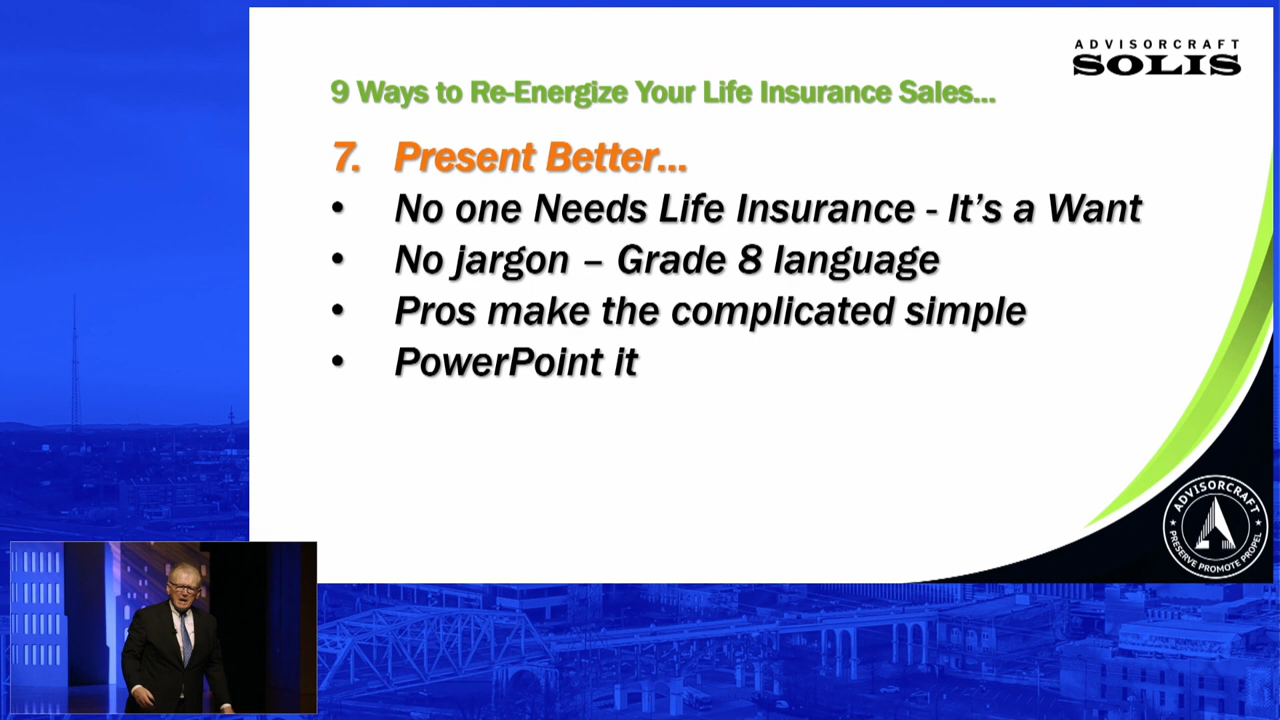 ADVISORCRAFT
SOLIS
9 Ways to Re-Energize Your Life Insurance Sales...
7. Present Better...
• No one Needs Life Insurance - It’s a Want
• No jargon – Grade 8 language
• Pros make the complicated simple
• PowerPoint it
ADVISORCRAFT
PRESERVE PROMOTE PROPEL